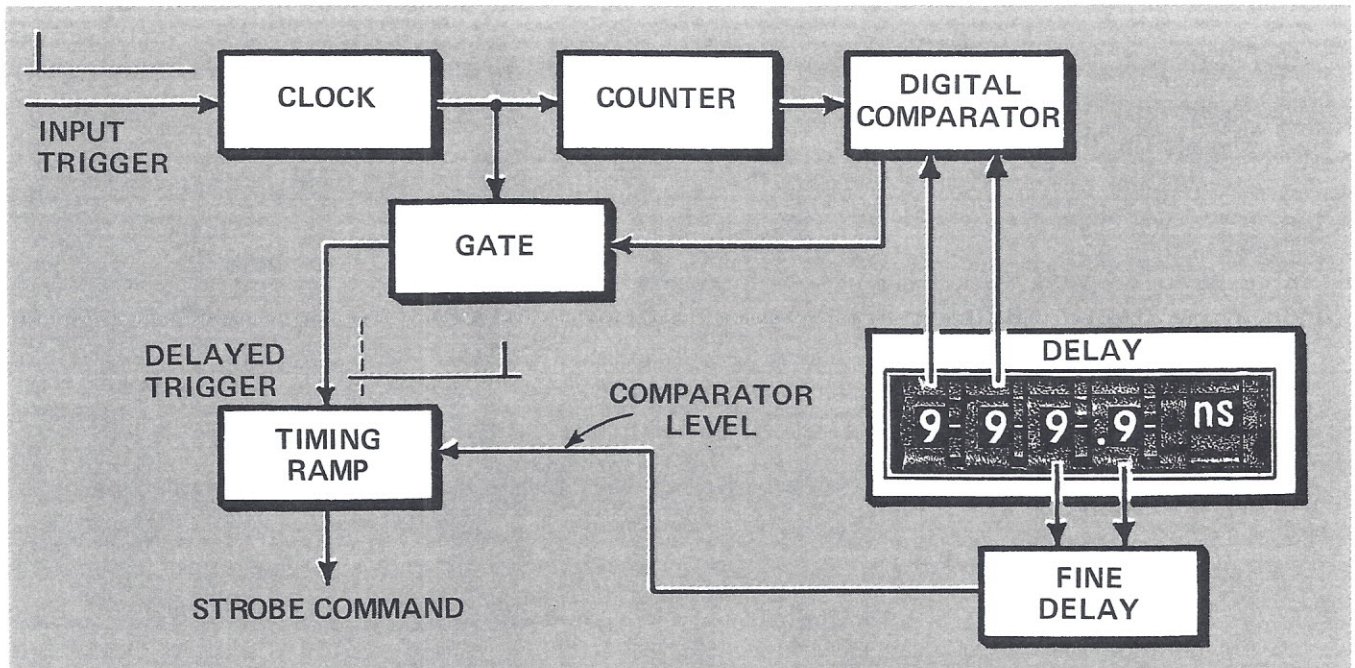 CLOCK
COUNTER
DIGITAL
COMPARATOR
INPUT
TRIGGER
GATE
DELAYED
TRIGGER
DELAY
COMPARATOR
LEVEL
9 9 9 .9 ns
TIMING
RAMP
FINE
DELAY
STROBE COMMAND